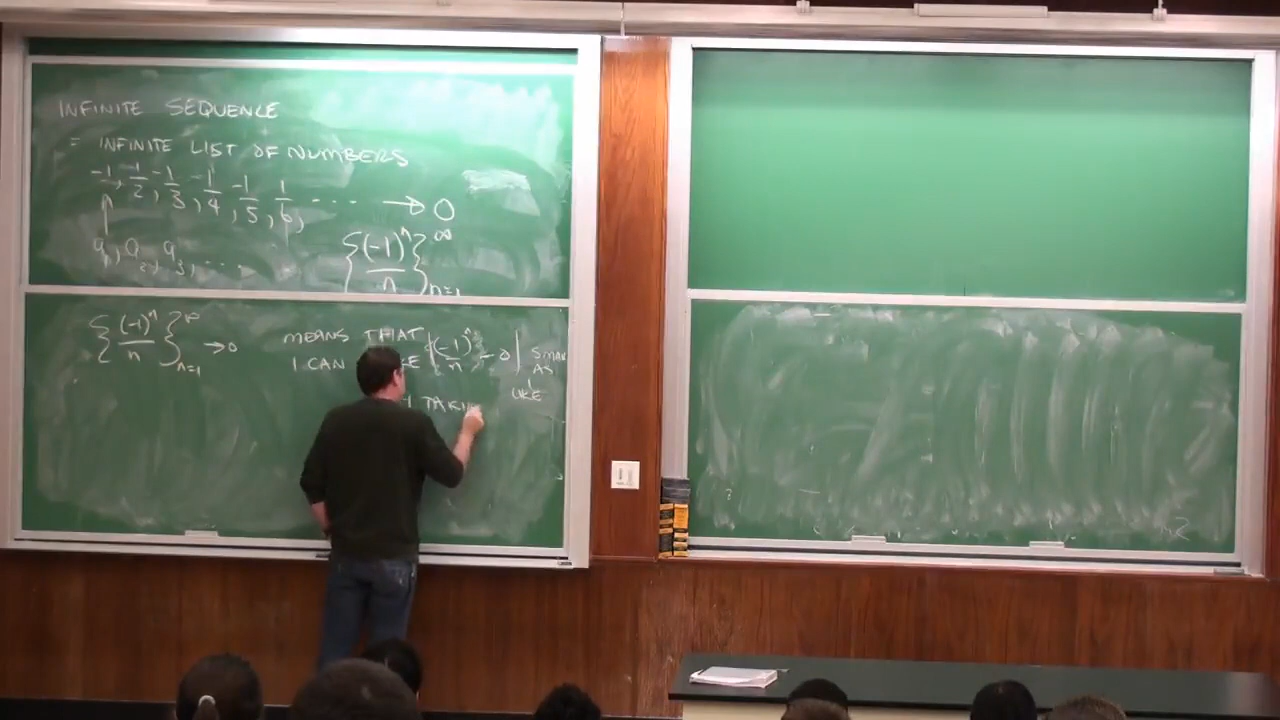 INFINITE SEQUENCE
= INFINITE LIST OF NUMBERS
-1, 1/2, -1/3, -1/4, -1/5, 1/6, ... → 0
a₁, a₂, a₃, ...
{(-1)ⁿ/n}∞ n=1
{(-1)ⁿ/n}∞ n=1 → 0
MEANS THAT
I CAN |(-1)ⁿ/n - 0| SMALL
AS I
LIKE
TAKIN